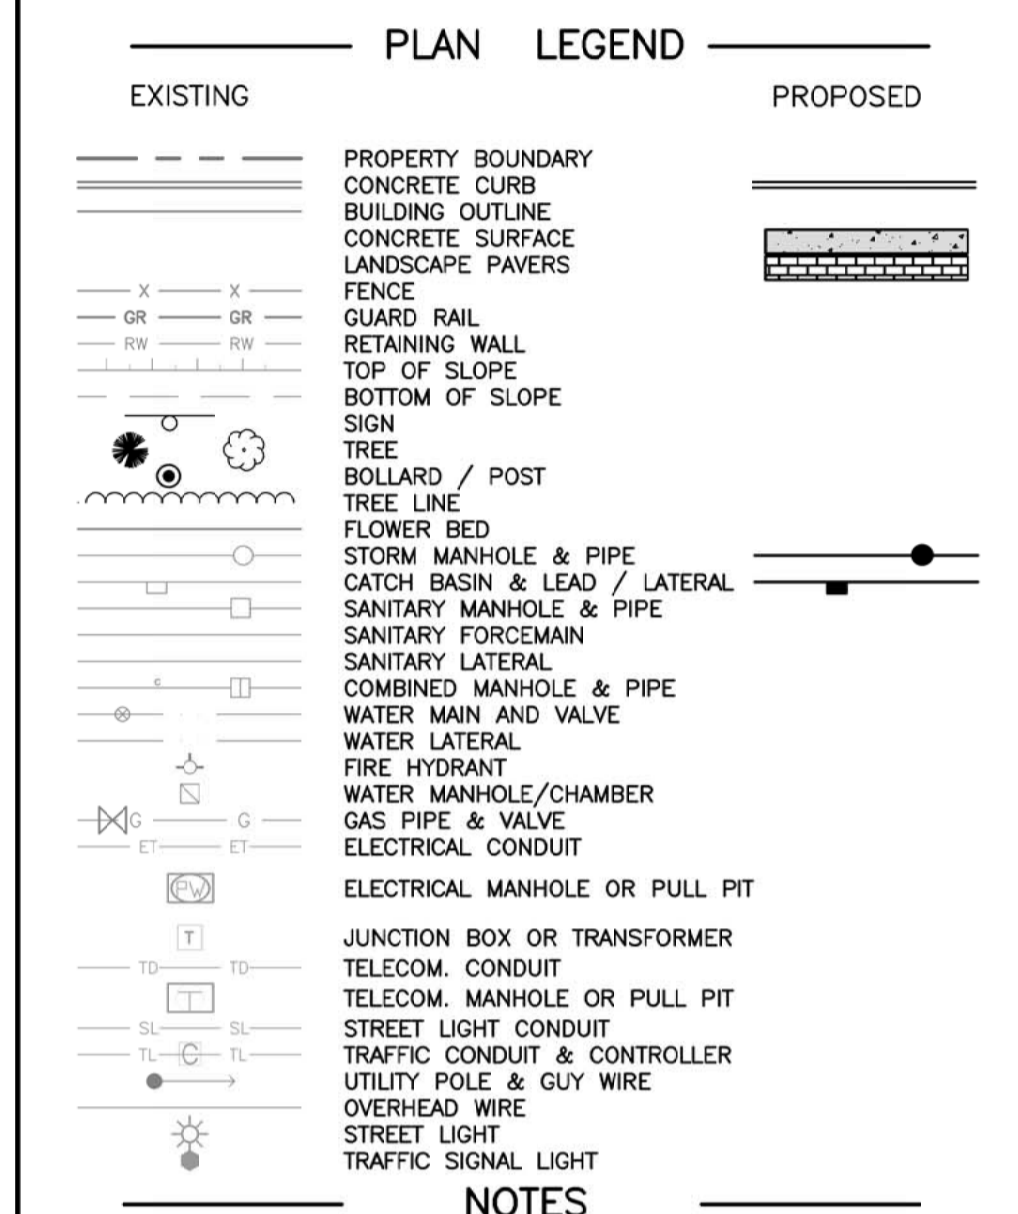 PLAN LEGEND
EXISTING PROPOSED
PROPERTY BOUNDARY
CONCRETE CURB
BUILDING OUTLINE
CONCRETE SURFACE
LANDSCAPE PAVERS
X X FENCE
GR GR GUARD RAIL
RW RW RETAINING WALL
TOP OF SLOPE
BOTTOM OF SLOPE
SIGN
TREE
BOLLARD / POST
TREE LINE
FLOWER BED
STORM MANHOLE & PIPE
CATCH BASIN & LEAD / LATERAL
SANITARY MANHOLE & PIPE
SANITARY FORCEMAIN
SANITARY LATERAL
c COMBINED MANHOLE & PIPE
WATER MAIN AND VALVE
WATER LATERAL
FIRE HYDRANT
WATER MANHOLE/CHAMBER
G G GAS PIPE & VALVE
ET ET ELECTRICAL CONDUIT
PW ELECTRICAL MANHOLE OR PULL PIT
T JUNCTION BOX OR TRANSFORMER
TD TD TELECOM. CONDUIT
T TELECOM. MANHOLE OR PULL PIT
SL SL STREET LIGHT CONDUIT
TL C TL TRAFFIC CONDUIT & CONTROLLER
UTILITY POLE & GUY WIRE
OVERHEAD WIRE
STREET LIGHT
TRAFFIC SIGNAL LIGHT
NOTES